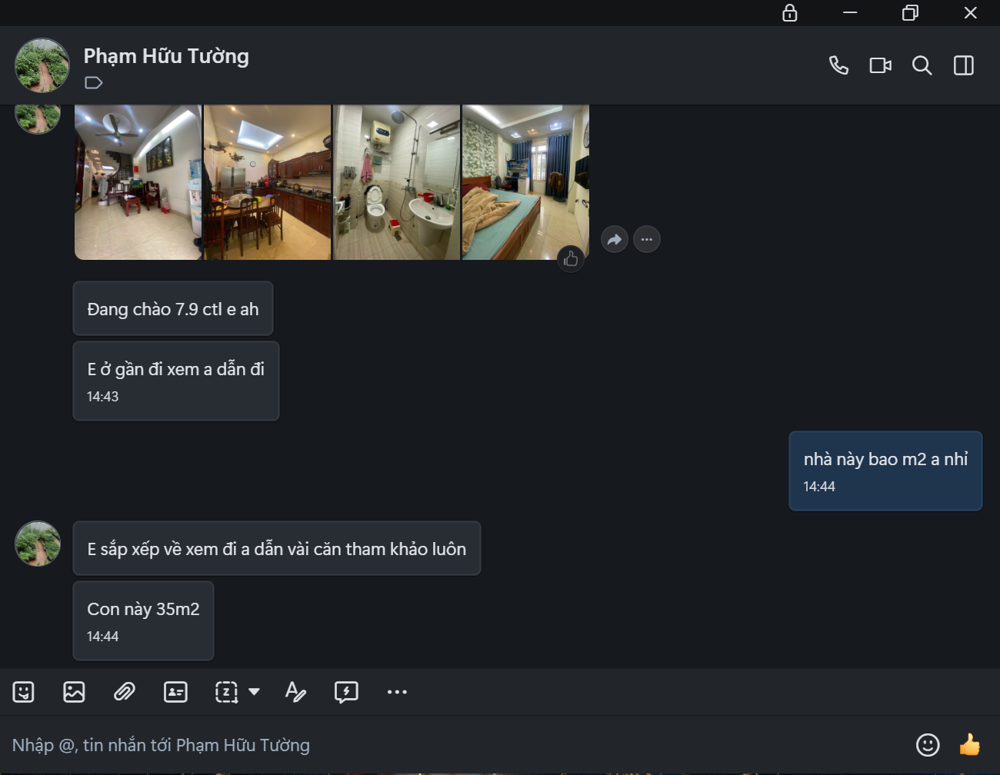 Phạm Hữu Tường
Đang chào 7.9 ctl e ah
E ở gần đi xem a dẫn đi
14:43
nhà này bao m2 a nhỉ
14:44
E sắp xếp về xem đi a dẫn vài căn tham khảo luôn
Con này 35m2
14:44
Nhập @, tin nhắn tới Phạm Hữu Tường